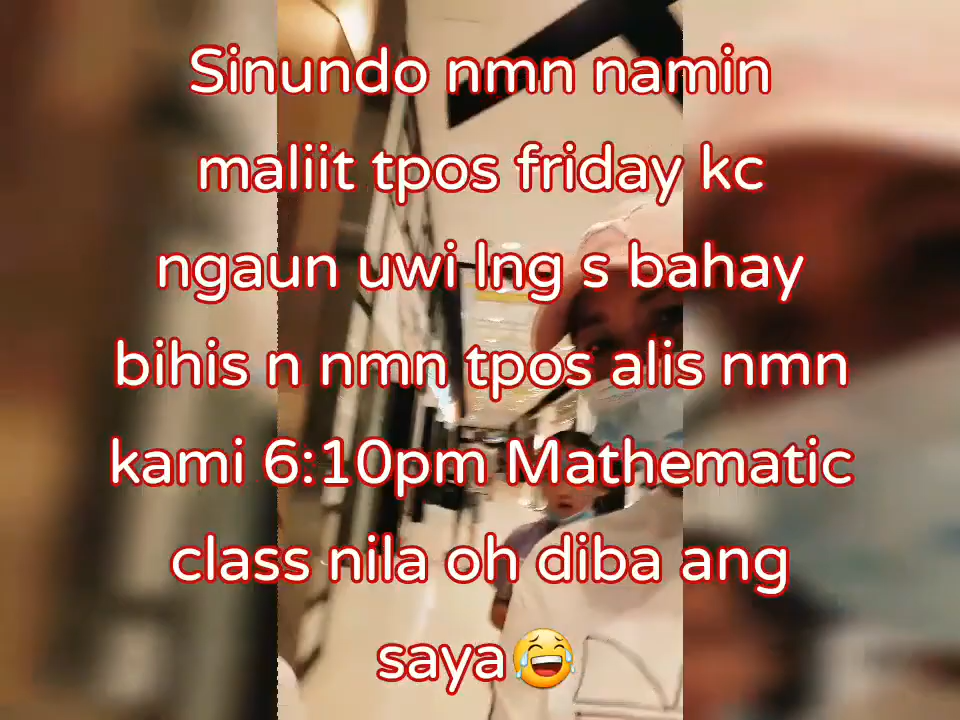 Sinundo nmn namin
maliit tpos friday kc
ngaun uwi lng s bahay
bihis n nmn tpos alis nmn
kami 6:10pm Mathematic
class nila oh diba ang
saya😂